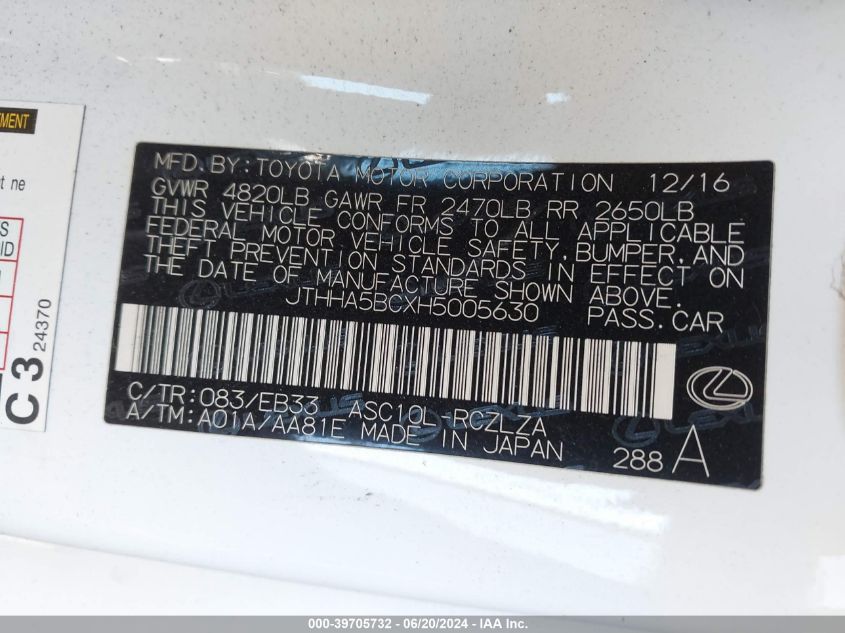 MENT
t ne
S
ID
C 3 24370
MFD. BY: TOYOTA MOTOR CORPORATION 12/16
GVWR 4820LB GAWR FR 2470LB RR 2650LB
THIS VEHICLE CONFORMS TO ALL APPLICABLE
FEDERAL MOTOR VEHICLE SAFETY, BUMPER, AND
THEFT PREVENTION STANDARDS IN EFFECT ON
THE DATE OF MANUFACTURE SHOWN ABOVE.
JTHHA5BCXH5005630 PASS. CAR
C/TR: 083/EB33 ASC10L-RCZLZA
A/TM: A01A/AA81E MADE IN JAPAN 288 A
000-39705732 - 06/20/2024 - IAA Inc.